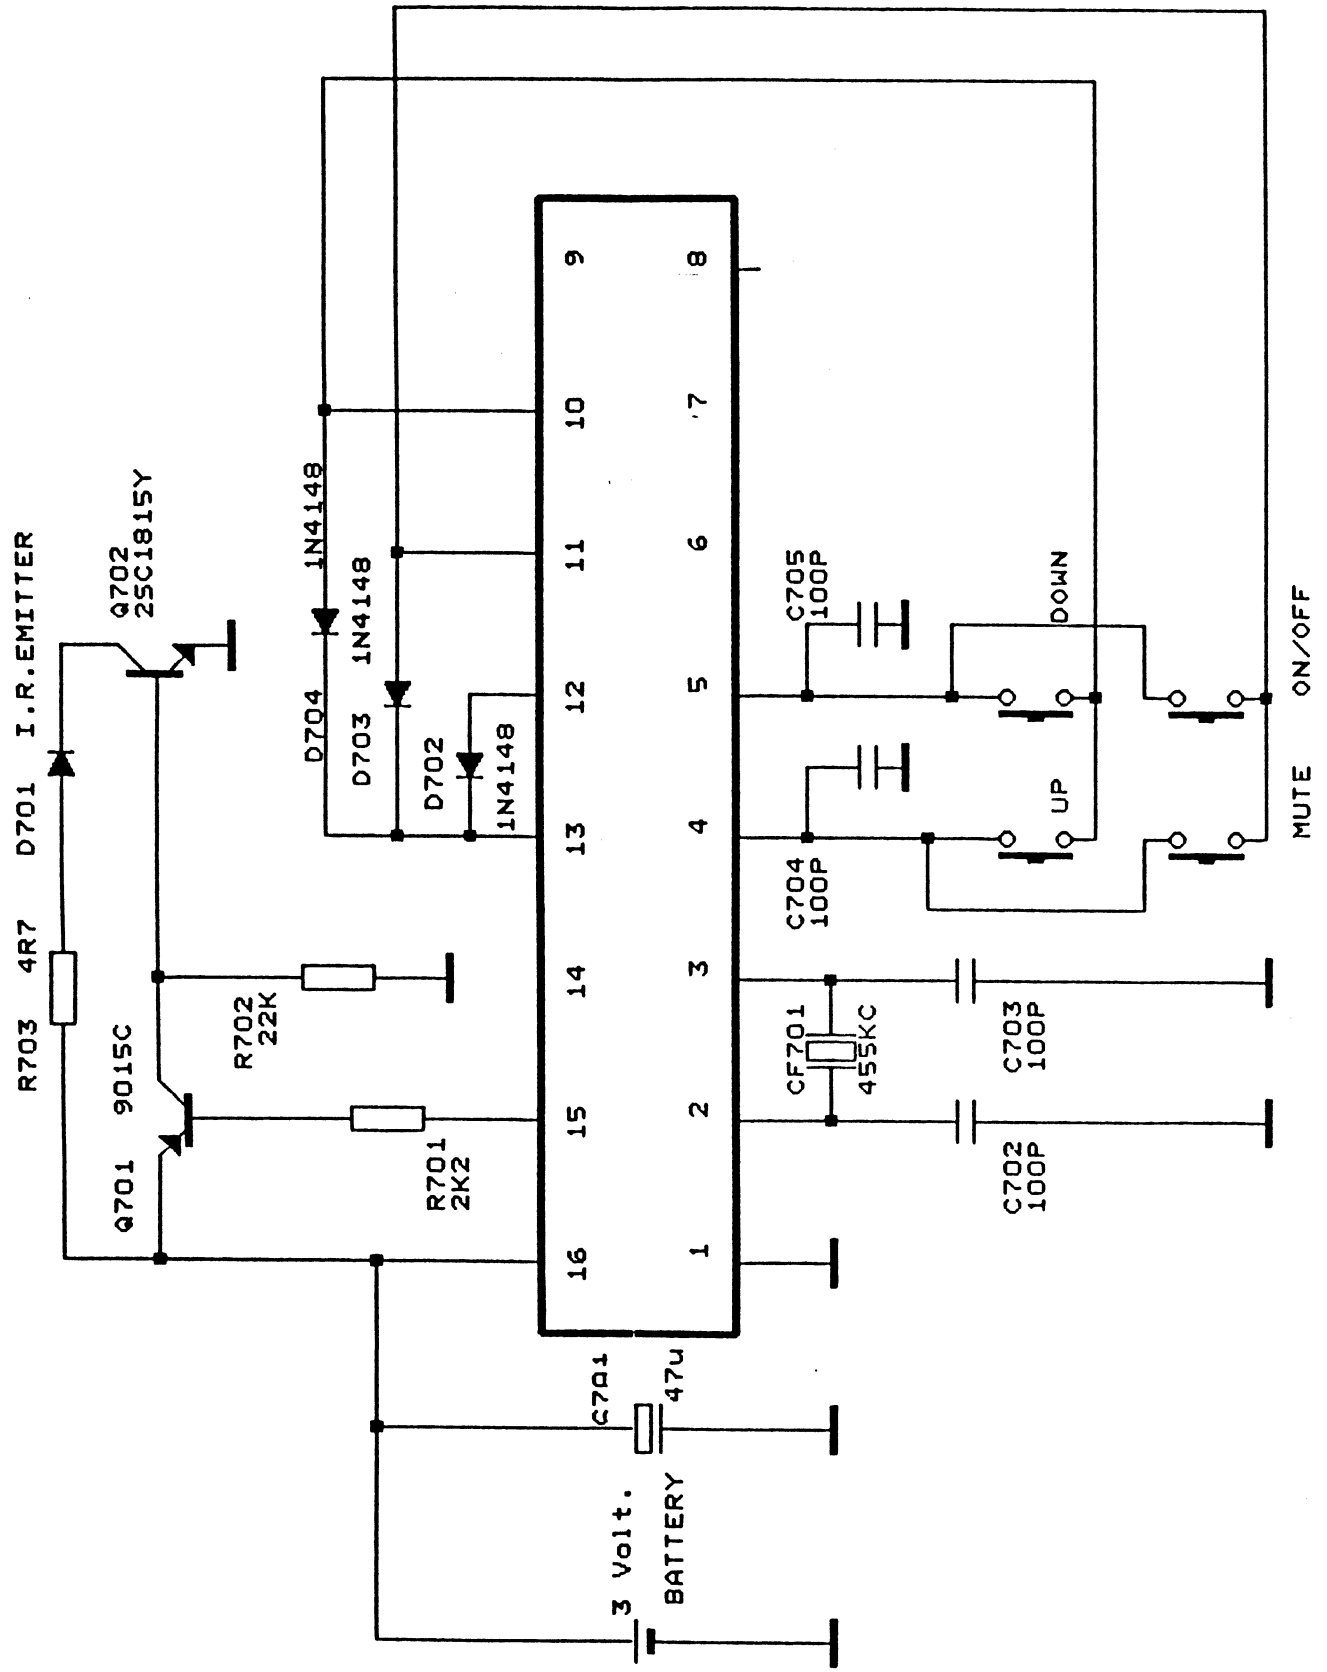 R703 4R7 D701 I.R.EMITTER
Q701 9015C
Q702
2SC1815Y
R702
22K
R701
2K2
D704 1N4148
D703 1N4148
D702
1N4148
16 15 14 13 12 11 10 9
1 2 3 4 5 6 7 8
3 Volt.
BATTERY
C701
47u
CF701
455KC
C704
100P
C705
100P
C702
100P
C703
100P
UP DOWN
MUTE ON/OFF